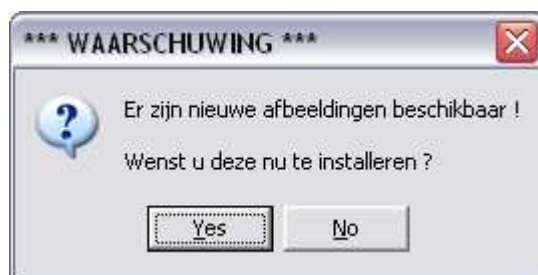 *** WAARSCHUWING ***
Er zijn nieuwe afbeeldingen beschikbaar !
Wenst u deze nu te installeren ?
Yes No